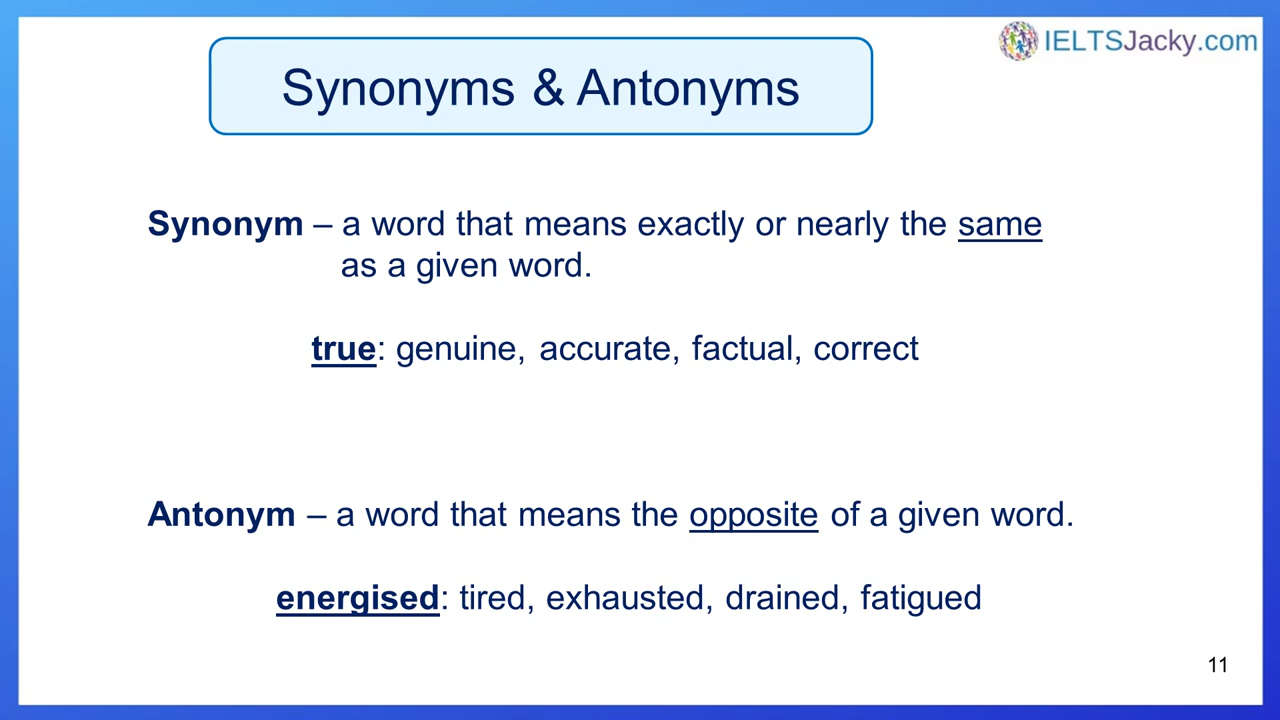 IELTSJacky.com
Synonyms & Antonyms
Synonym – a word that means exactly or nearly the same
as a given word.
true: genuine, accurate, factual, correct
Antonym – a word that means the opposite of a given word.
energised: tired, exhausted, drained, fatigued
11